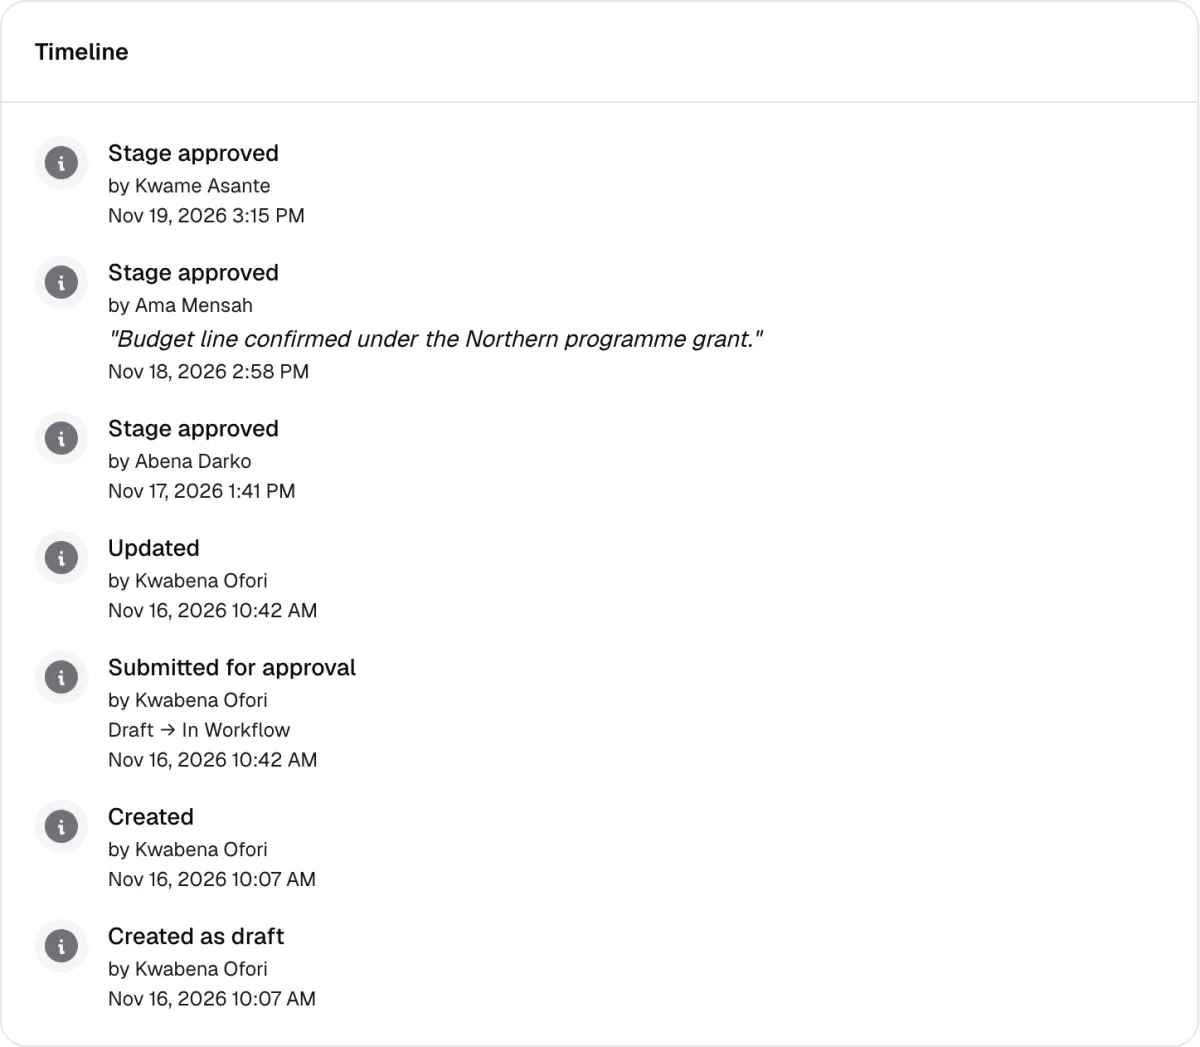 Timeline
Stage approved
by Kwame Asante
Nov 19, 2026 3:15 PM
Stage approved
by Ama Mensah
"Budget line confirmed under the Northern programme grant."
Nov 18, 2026 2:58 PM
Stage approved
by Abena Darko
Nov 17, 2026 1:41 PM
Updated
by Kwabena Ofori
Nov 16, 2026 10:42 AM
Submitted for approval
by Kwabena Ofori
Draft → In Workflow
Nov 16, 2026 10:42 AM
Created
by Kwabena Ofori
Nov 16, 2026 10:07 AM
Created as draft
by Kwabena Ofori
Nov 16, 2026 10:07 AM